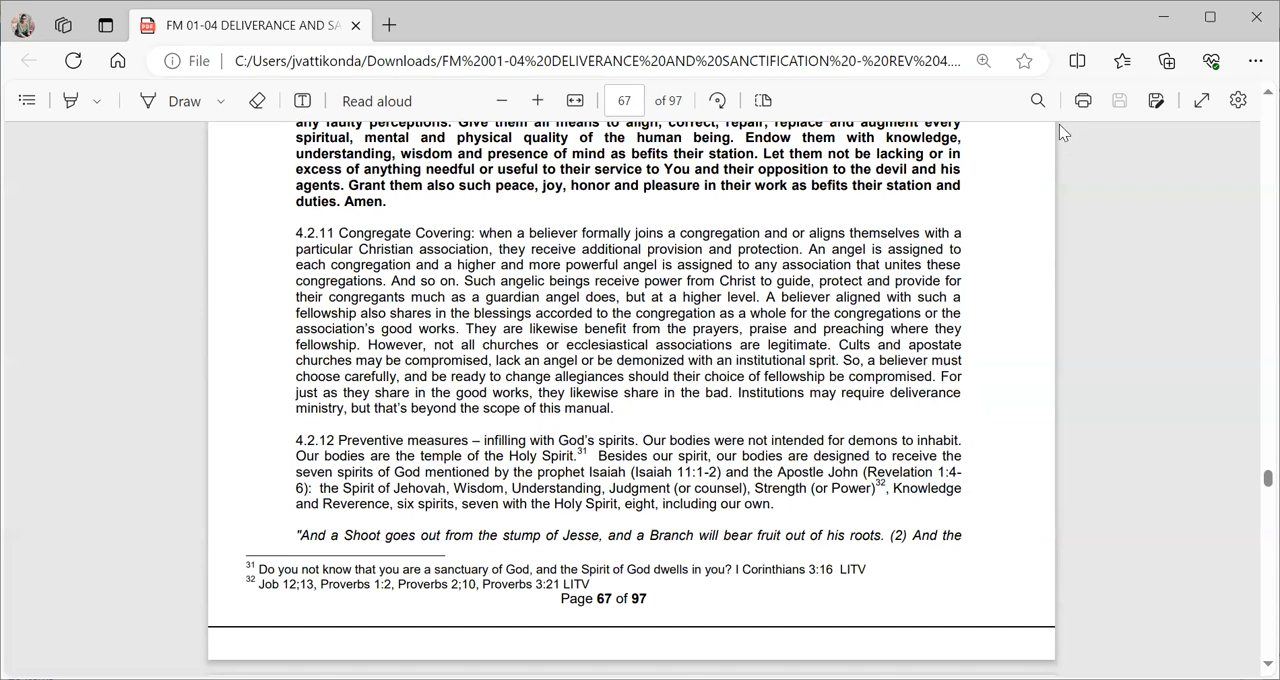 FM 01-04 DELIVERANCE AND SA
File C:/Users/jvattikonda/Downloads/FM%2001-04%20DELIVERANCE%20AND%20SANCTIFICATION%20-%20REV%204....
Draw Read aloud 67 of 97
any faulty perceptions. Give them all means to align, correct, repair, replace and augment every
spiritual, mental and physical quality of the human being. Endow them with knowledge,
understanding, wisdom and presence of mind as befits their station. Let them not be lacking or in
excess of anything needful or useful to their service to You and their opposition to the devil and his
agents. Grant them also such peace, joy, honor and pleasure in their work as befits their station and
duties. Amen.
4.2.11 Congregate Covering: when a believer formally joins a congregation and or aligns themselves with a
particular Christian association, they receive additional provision and protection. An angel is assigned to
each congregation and a higher and more powerful angel is assigned to any association that unites these
congregations. And so on. Such angelic beings receive power from Christ to guide, protect and provide for
their congregants much as a guardian angel does, but at a higher level. A believer aligned with such a
fellowship also shares in the blessings accorded to the congregation as a whole for the congregations or the
association's good works. They are likewise benefit from the prayers, praise and preaching where they
fellowship. However, not all churches or ecclesiastical associations are legitimate. Cults and apostate
churches may be compromised, lack an angel or be demonized with an institutional sprit. So, a believer must
choose carefully, and be ready to change allegiances should their choice of fellowship be compromised. For
just as they share in the good works, they likewise share in the bad. Institutions may require deliverance
ministry, but that's beyond the scope of this manual.
4.2.12 Preventive measures – infilling with God's spirits. Our bodies were not intended for demons to inhabit.
Our bodies are the temple of the Holy Spirit.31 Besides our spirit, our bodies are designed to receive the
seven spirits of God mentioned by the prophet Isaiah (Isaiah 11:1-2) and the Apostle John (Revelation 1:4-
6): the Spirit of Jehovah, Wisdom, Understanding, Judgment (or counsel), Strength (or Power)32, Knowledge
and Reverence, six spirits, seven with the Holy Spirit, eight, including our own.
"And a Shoot goes out from the stump of Jesse, and a Branch will bear fruit out of his roots. (2) And the
31 Do you not know that you are a sanctuary of God, and the Spirit of God dwells in you? I Corinthians 3:16 LITV
32 Job 12;13, Proverbs 1:2, Proverbs 2;10, Proverbs 3:21 LITV
Page 67 of 97